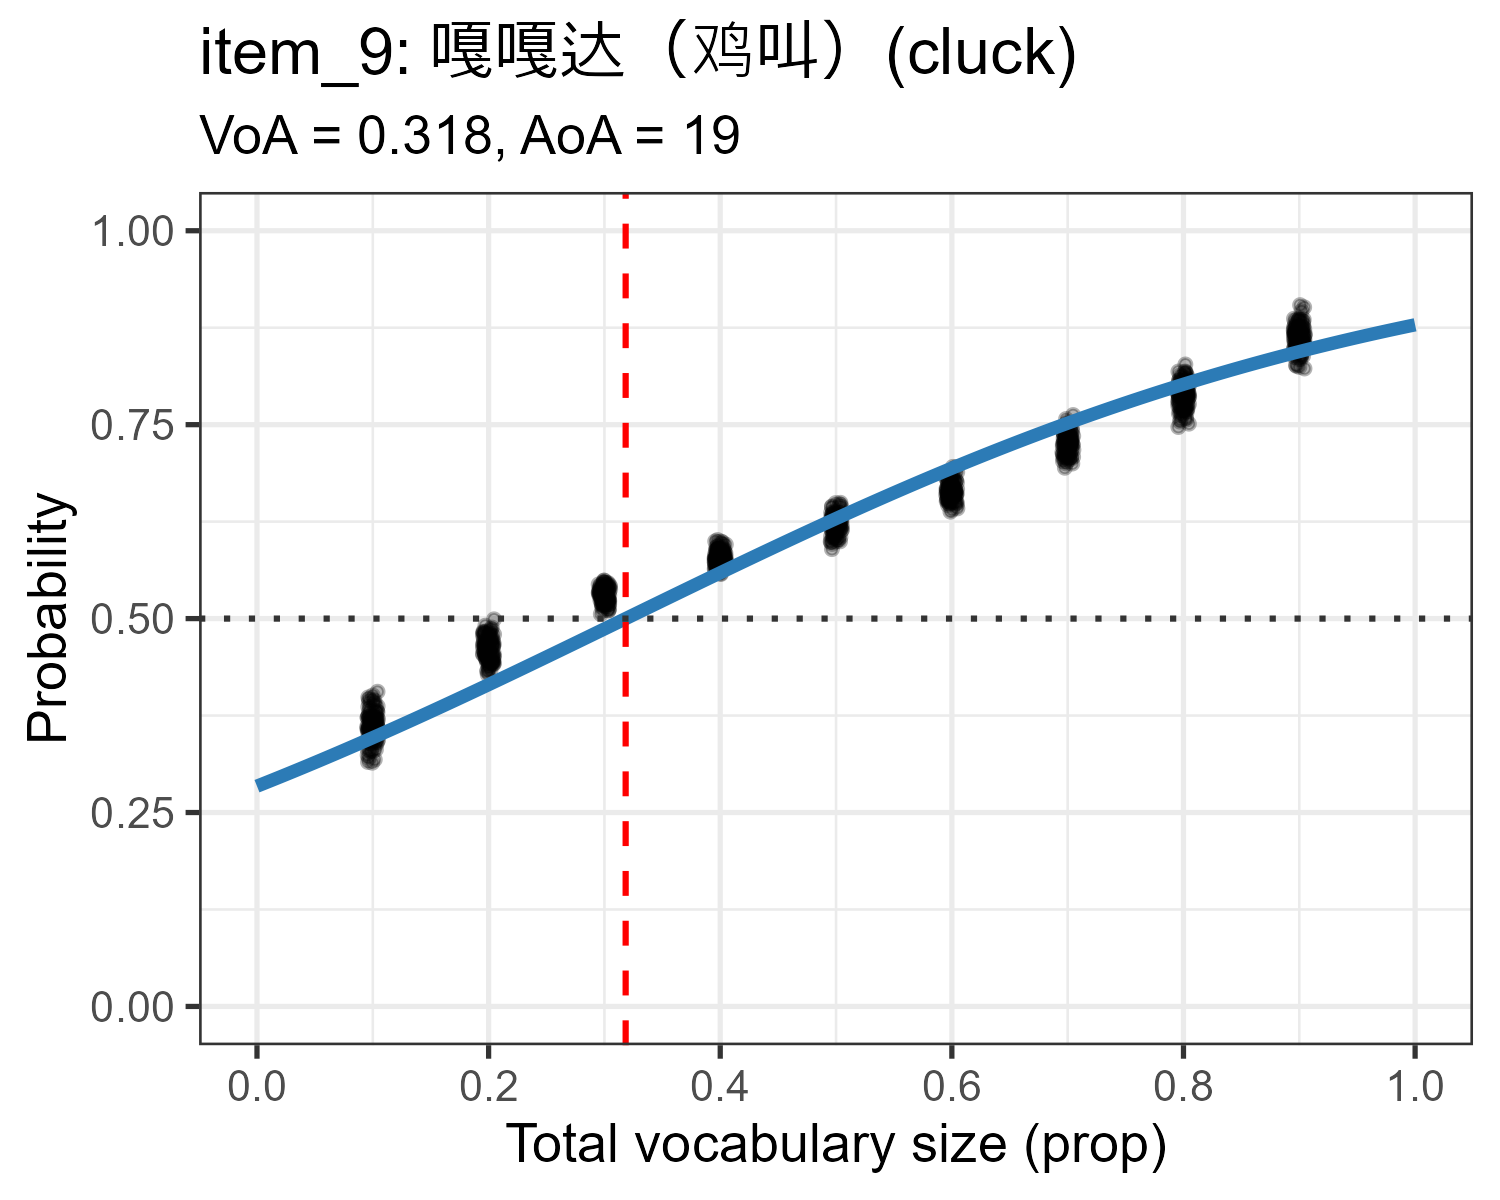 item_9: 嘎嘎达（鸡叫）(cluck)
VoA = 0.318, AoA = 19
1.00
0.75
0.50
0.25
0.00
Probability
0.0 0.2 0.4 0.6 0.8 1.0
Total vocabulary size (prop)